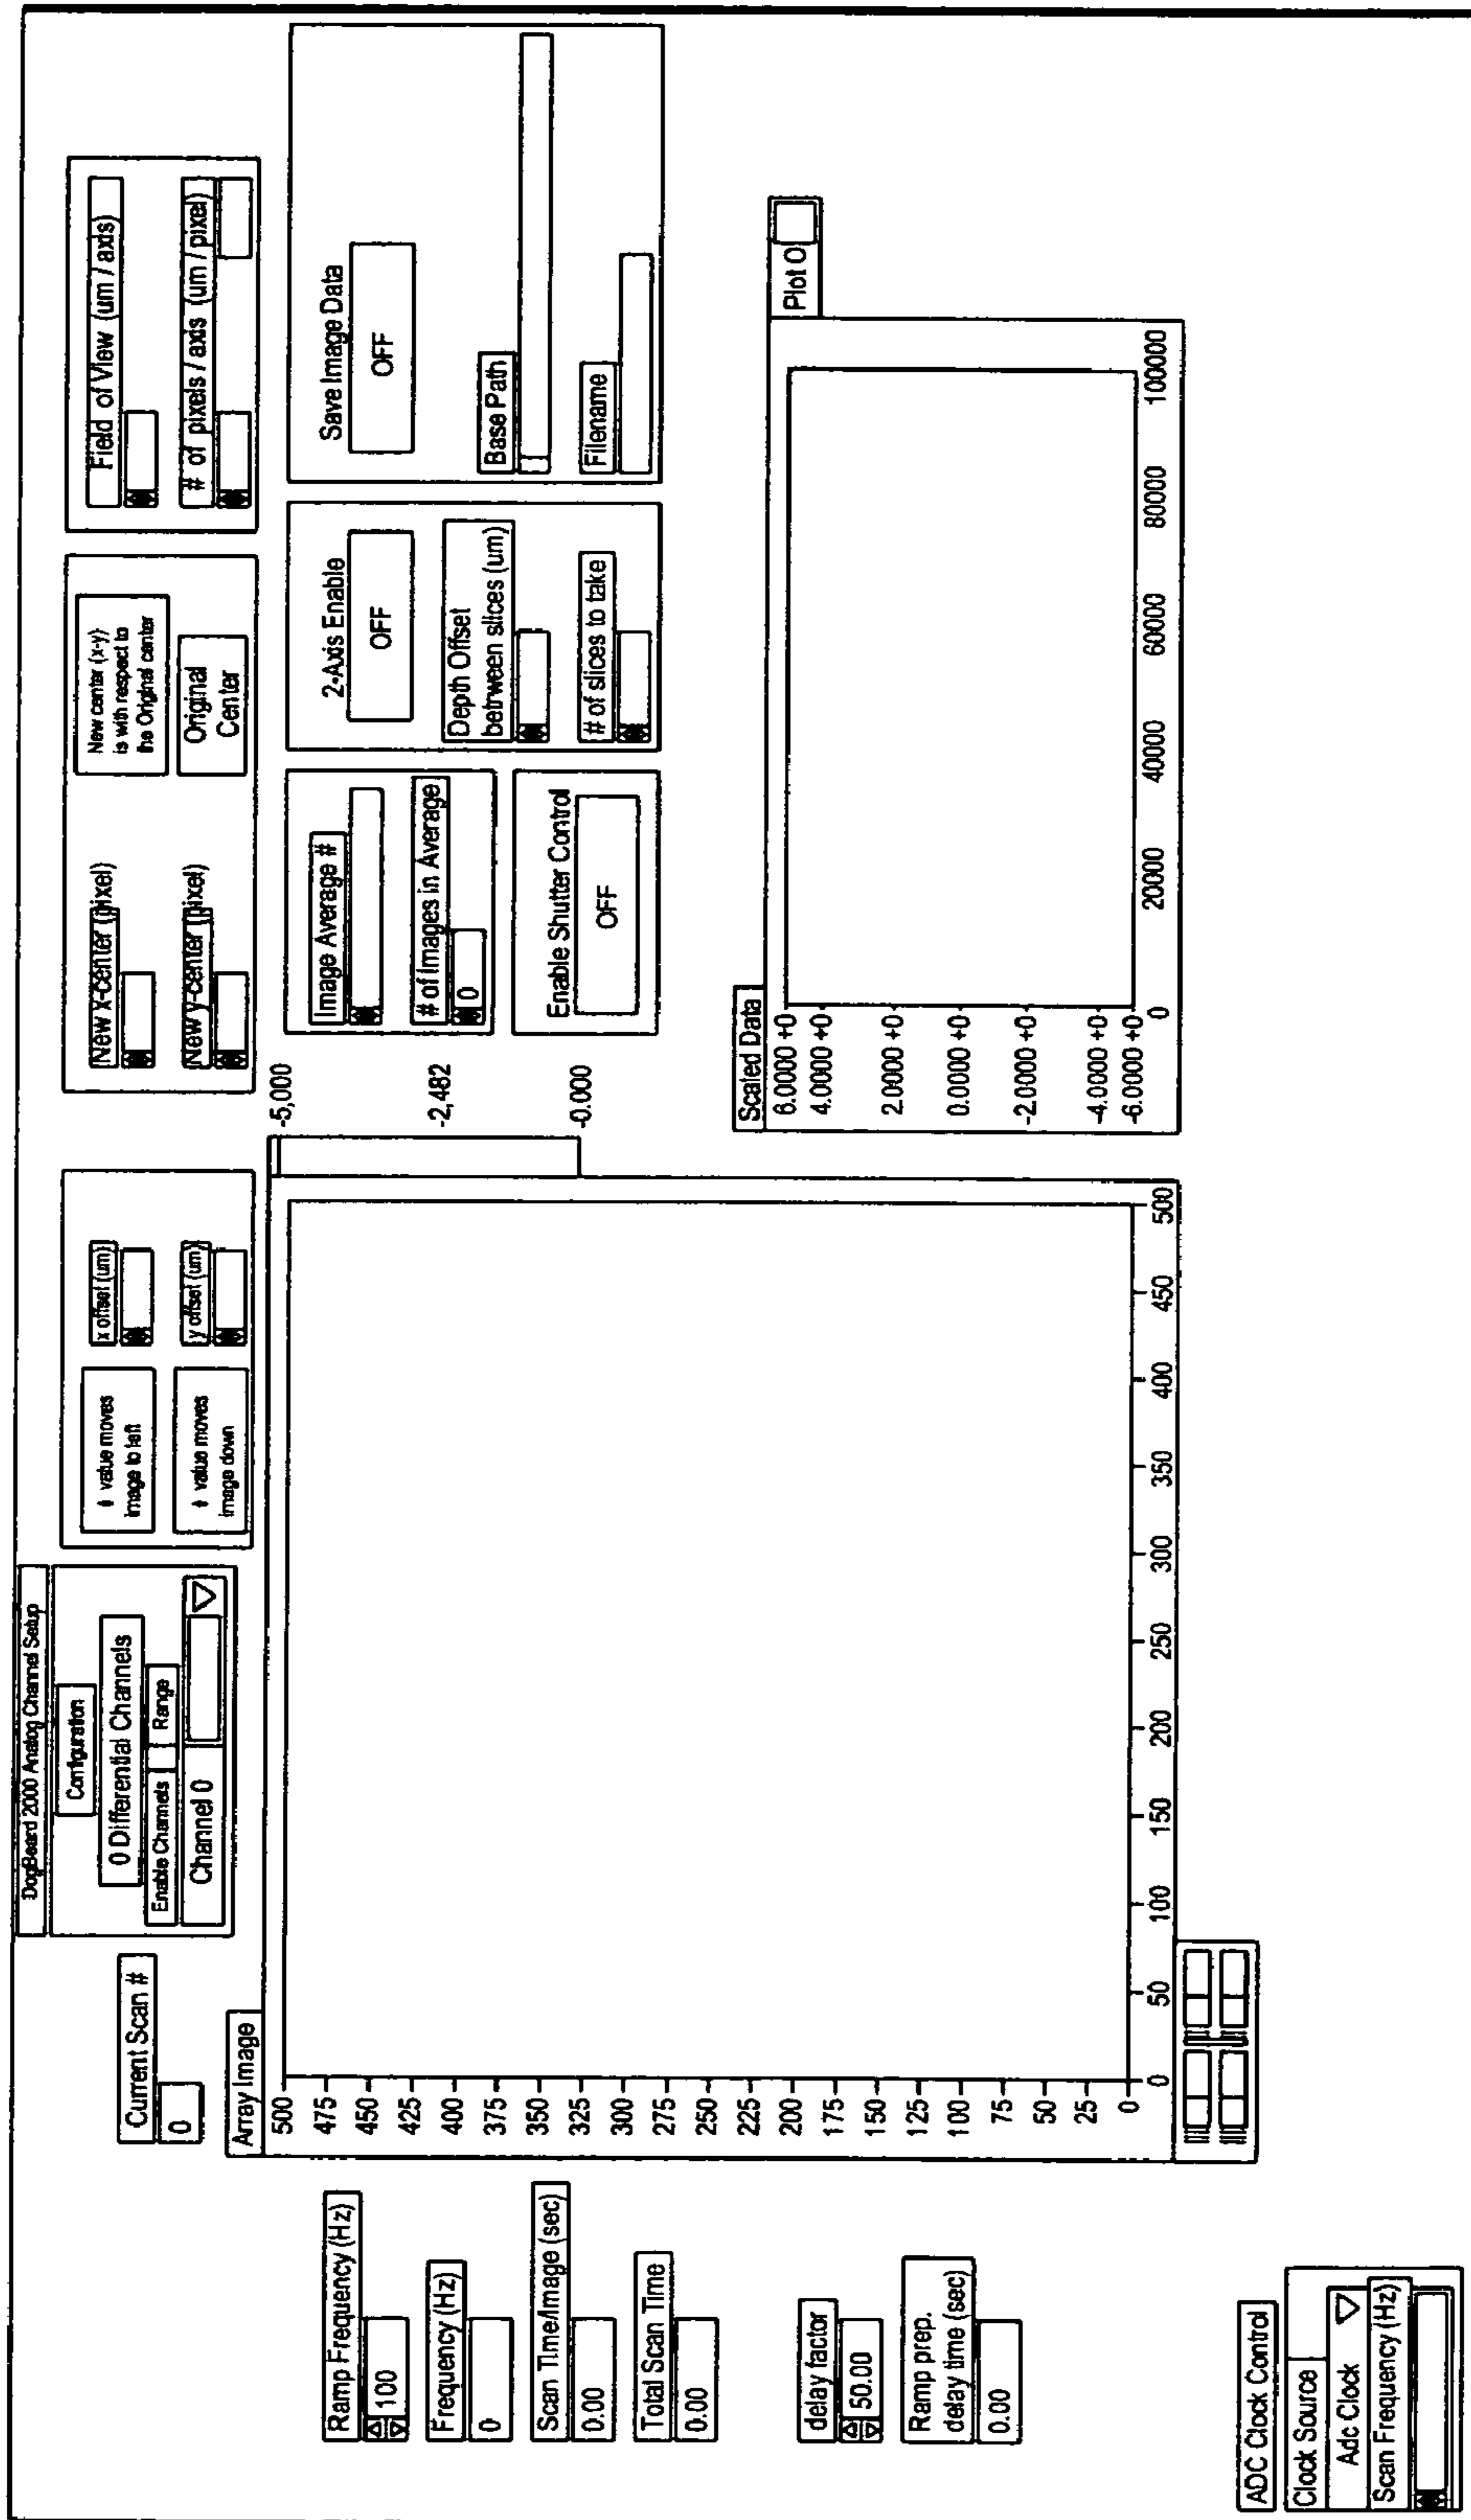 DogBeard 2000 Analog Channel Setup
Configuration
0 Differential Channels
Enable Channels
Range
Channel 0
Current Scan #
0
value moves
image to left
x offset (um)
value moves
image down
y offset (um)
New x-center (pixel)
New y-center (pixel)
New center (x-y)
is with respect to
the Original center
Original
Center
Field of View (um / axis)
# of pixels / axis (um / pixel)
Ramp Frequency (Hz)
100
Frequency (Hz)
0
Scan Time/Image (sec)
0.00
Total Scan Time
0.00
delay factor
50.00
Ramp prep.
delay time (sec)
0.00
ADC Clock Control
Clock Source
Adc Clock
Scan Frequency (Hz)
Array Image
500
475
450
425
400
375
350
325
300
275
250
225
200
175
150
125
100
75
50
25
0
0 50 100 150 200 250 300 350 400 450 500
-5,000
-2,482
-0.000
Image Average #
# of Images in Average
0
Enable Shutter Control
OFF
2-Axis Enable
OFF
Depth Offset
between slices (um)
# of slices to take
Save Image Data
OFF
Base Path
Filename
Scaled Data
Plot 0
6.0000 +0
4.0000 +0
2.0000 +0
0.0000 +0
-2.0000 +0
-4.0000 +0
-6.0000 +0
0 20000 40000 60000 80000 100000